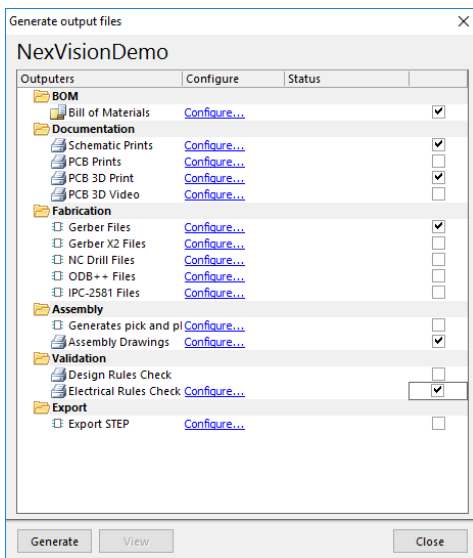 Generate output files
NexVisionDemo
Outputers Configure Status
BOM
Bill of Materials Configure...
Documentation
Schematic Prints Configure...
PCB Prints Configure...
PCB 3D Print Configure...
PCB 3D Video Configure...
Fabrication
Gerber Files Configure...
Gerber X2 Files Configure...
NC Drill Files Configure...
ODB++ Files Configure...
IPC-2581 Files Configure...
Assembly
Generates pick and pl Configure...
Assembly Drawings Configure...
Validation
Design Rules Check
Electrical Rules Check Configure...
Export
Export STEP Configure...
Generate View Close